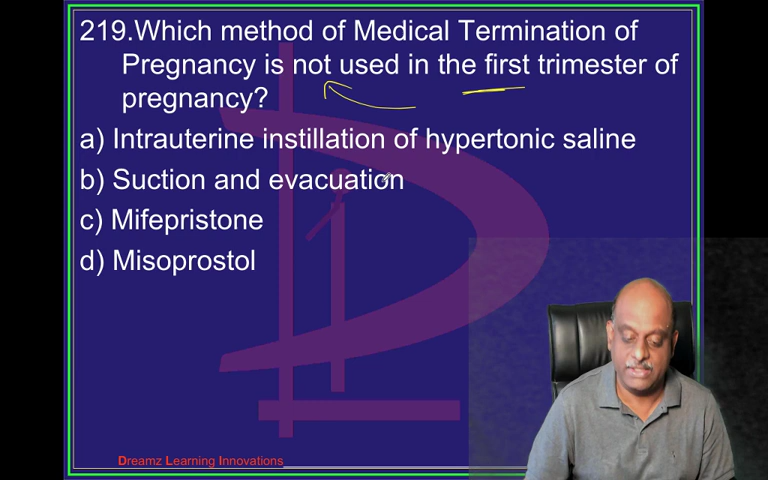 219.Which method of Medical Termination of
Pregnancy is not used in the first trimester of
pregnancy?
a) Intrauterine instillation of hypertonic saline
b) Suction and evacuation
c) Mifepristone
d) Misoprostol
Dreamz Learning Innovations